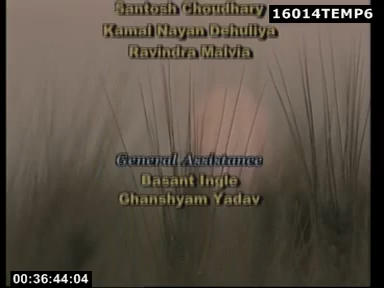 Santosh Choudhary
16014TEMP6
Kamal Nayan Dehuliya
Ravindra Malvia
General Assistance
Basant Ingle
Ghanshyam Yadav
00:36:44:04